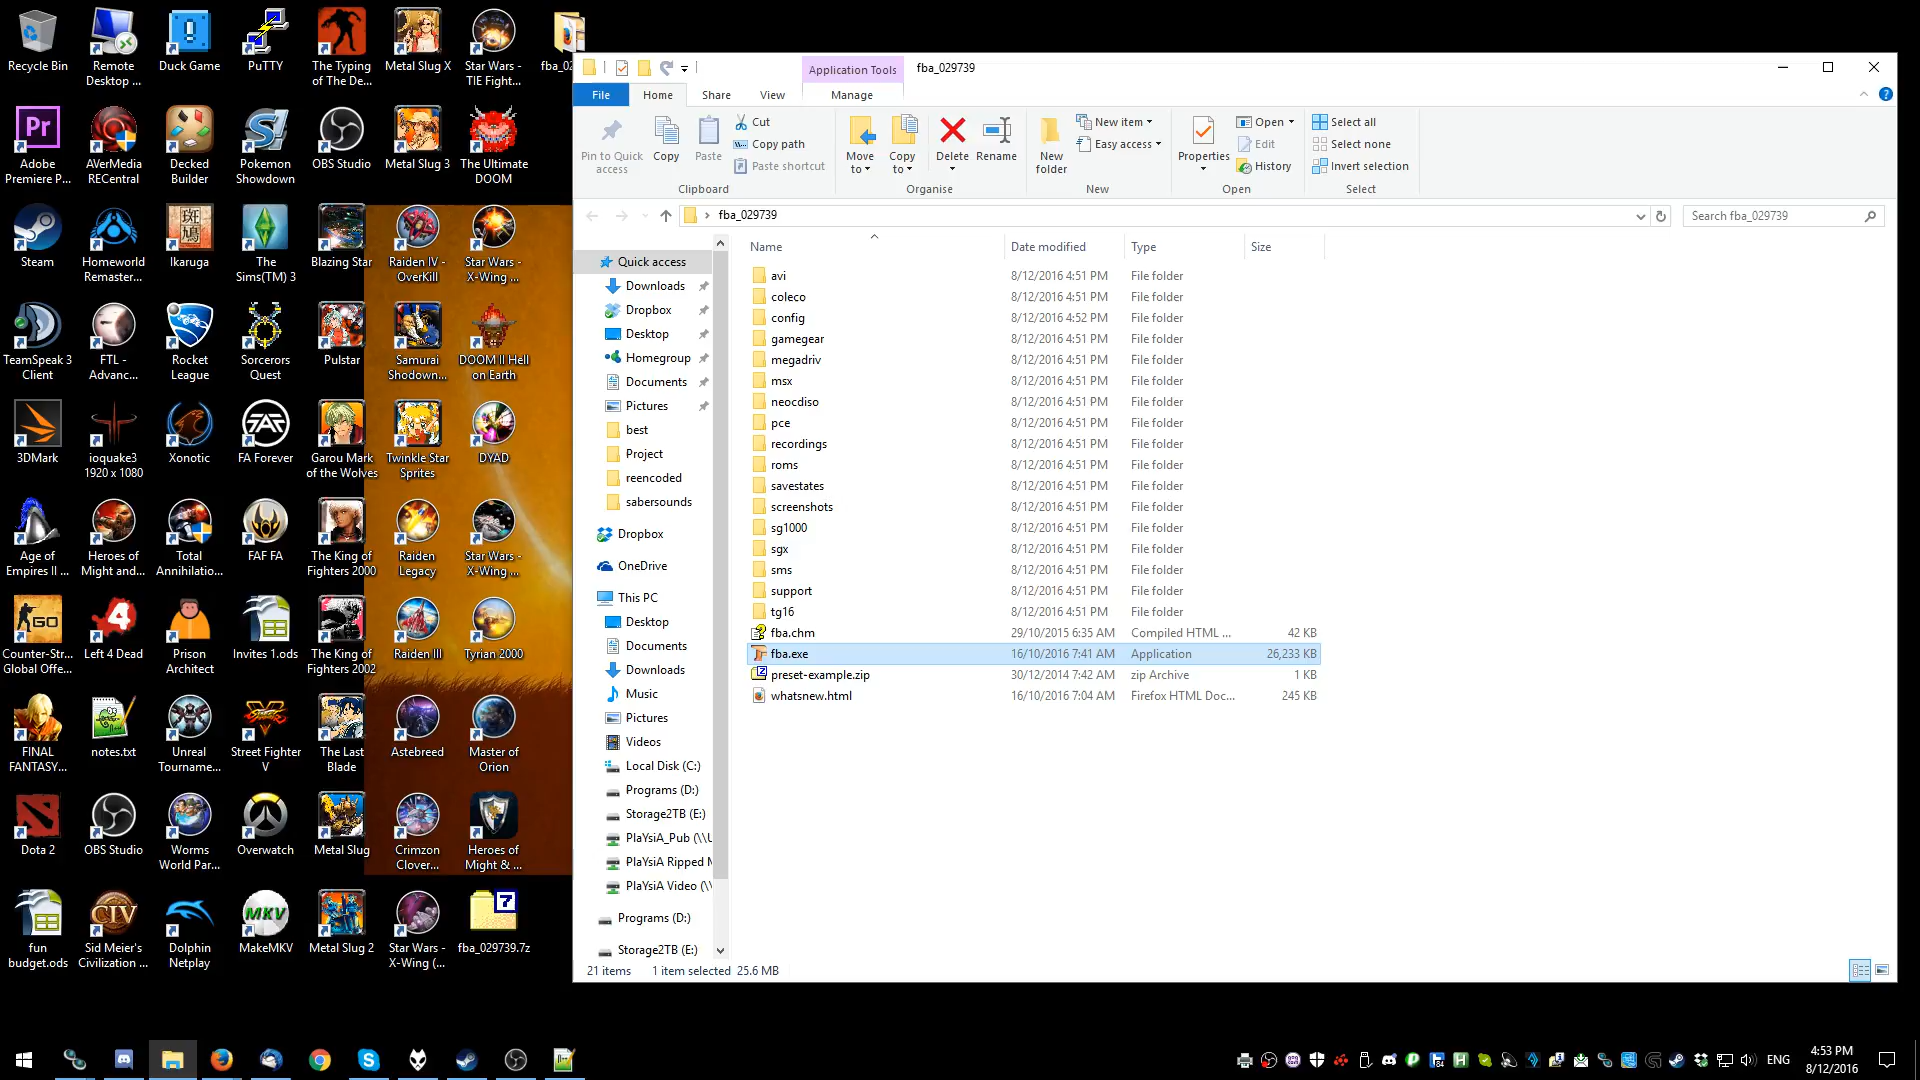 Recycle Bin
Remote
Desktop ...
Duck Game
PuTTY
The Typing
of The De...
Metal Slug X
Star Wars -
TIE Fight...
Adobe
Premiere P...
AVerMedia
RECentral
Decked
Builder
Pokemon
Showdown
OBS Studio
Metal Slug 3
The Ultimate
DOOM
Steam
Homeworld
Remaster...
Ikaruga
The
Sims(TM) 3
Blazing Star
Raiden IV -
OverKill
Star Wars -
X-Wing ...
TeamSpeak 3
Client
FTL -
Advanc...
Rocket
League
Sorcerors
Quest
Pulstar
Samurai
Shodown...
DOOM II Hell
on Earth
3DMark
ioquake3
1920 x 1080
Xonotic
FA Forever
Garou Mark
of the Wolves
Twinkle Star
Sprites
DYAD
Age of
Empires II ...
Heroes of
Might and...
Total
Annihilatio...
FAF FA
The King of
Fighters 2000
Raiden
Legacy
Star Wars -
X-Wing ...
Counter-Str...
Global Offe...
Left 4 Dead
Prison
Architect
Invites 1.ods
The King of
Fighters 2002
Raiden III
Tyrian 2000
FINAL
FANTASY...
notes.txt
Unreal
Tourname...
Street Fighter
V
The Last
Blade
Astebreed
Master of
Orion
Dota 2
OBS Studio
Worms
World Par...
Overwatch
Metal Slug
Crimzon
Clover...
Heroes of
Might & ...
fun
budget.ods
Sid Meier's
Civilization ...
Dolphin
Netplay
MakeMKV
Metal Slug 2
Star Wars -
X-Wing (...
fba_029739.7z
Application Tools
fba_029739
File
Home
Share
View
Manage
Pin to Quick
access
Copy
Paste
Cut
Copy path
Paste shortcut
Clipboard
Move
to
Copy
to
Delete
Rename
Organise
New
folder
New item
Easy access
New
Properties
Open
Edit
History
Open
Select all
Select none
Invert selection
Select
fba_029739
Search fba_029739
Quick access
Downloads
Dropbox
Desktop
Homegroup
Documents
Pictures
best
Project
reencoded
sabersounds
Dropbox
OneDrive
This PC
Desktop
Documents
Downloads
Music
Pictures
Videos
Local Disk (C:)
Programs (D:)
Storage2TB (E:)
PlaYsiA_Pub (\\
PlaYsiA Ripped
PlaYsiA Video (\\
Programs (D:)
Storage2TB (E:)
Name Date modified Type Size
avi 8/12/2016 4:51 PM File folder
coleco 8/12/2016 4:51 PM File folder
config 8/12/2016 4:52 PM File folder
gamegear 8/12/2016 4:51 PM File folder
megadriv 8/12/2016 4:51 PM File folder
msx 8/12/2016 4:51 PM File folder
neocdiso 8/12/2016 4:51 PM File folder
pce 8/12/2016 4:51 PM File folder
recordings 8/12/2016 4:51 PM File folder
roms 8/12/2016 4:51 PM File folder
savestates 8/12/2016 4:51 PM File folder
screenshots 8/12/2016 4:51 PM File folder
sg1000 8/12/2016 4:51 PM File folder
sgx 8/12/2016 4:51 PM File folder
sms 8/12/2016 4:51 PM File folder
support 8/12/2016 4:51 PM File folder
tg16 8/12/2016 4:51 PM File folder
fba.chm 29/10/2015 6:35 AM Compiled HTML ... 42 KB
fba.exe 16/10/2016 7:41 AM Application 26,233 KB
preset-example.zip 30/12/2014 7:42 AM zip Archive 1 KB
whatsnew.html 16/10/2016 7:04 AM Firefox HTML Doc... 245 KB
21 items 1 item selected 25.6 MB
ENG
4:53 PM
8/12/2016